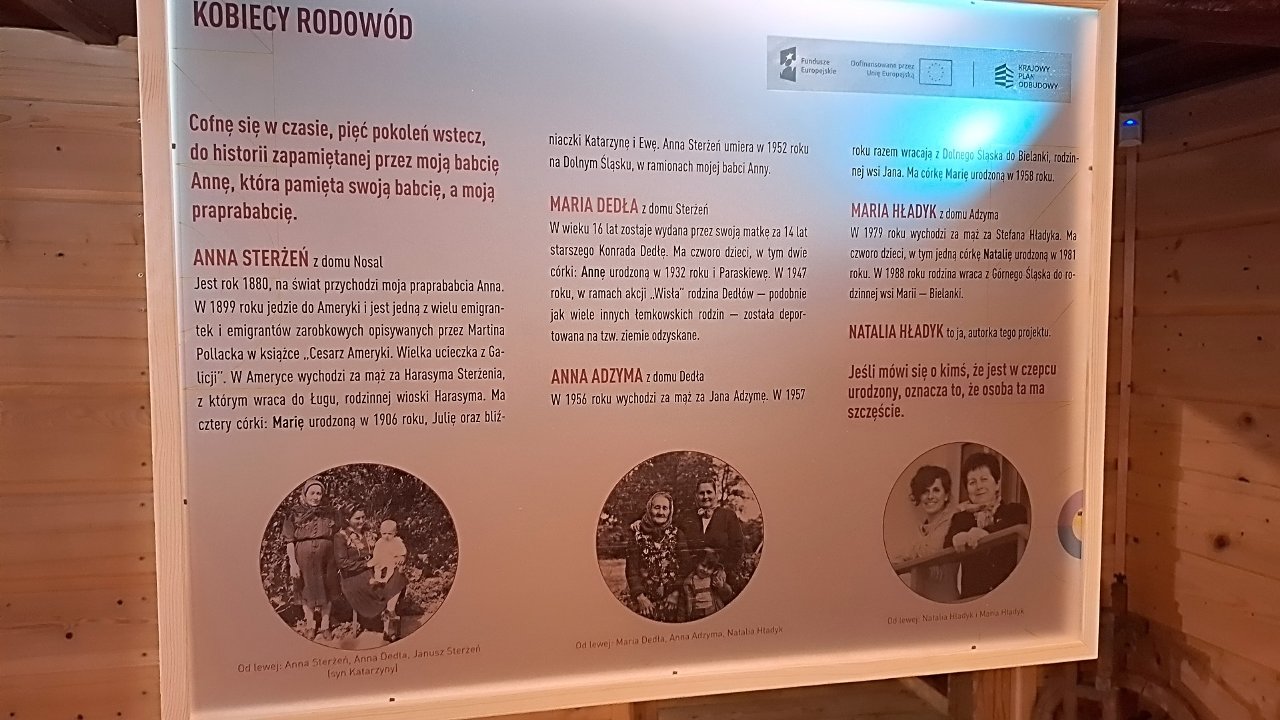 KOBIECY RODOWÓD
Fundusze
Europejskie
Dofinansowane przez
Unię Europejską
KRAJOWY
PLAN
ODBUDOWY
Cofnę się w czasie, pięć pokoleń wstecz,
do historii zapamiętanej przez moją babcię
Annę, która pamięta swoją babcię, a moją
praprababcię.
ANNA STERŻEŃ z domu Nosal
Jest rok 1880, na świat przychodzi moja praprababcia Anna.
W 1899 roku jedzie do Ameryki i jest jedną z wielu emigran-
tek i emigrantów zarobkowych opisywanych przez Martina
Pollacka w książce „Cesarz Ameryki. Wielka ucieczka z Ga-
licji”. W Ameryce wychodzi za mąż za Harasyma Sterżenia,
z którym wraca do Ługu, rodzinnej wioski Harasyma. Ma
cztery córki: Marię urodzoną w 1906 roku, Julię oraz bliź-
niaczki Katarzynę i Ewę. Anna Sterżeń umiera w 1952 roku
na Dolnym Śląsku, w ramionach mojej babci Anny.
MARIA DEDŁA z domu Sterżeń
W wieku 16 lat zostaje wydana przez swoją matkę za 14 lat
starszego Konrada Dedłę. Ma czworo dzieci, w tym dwie
córki: Annę urodzoną w 1932 roku i Paraskiewę. W 1947
roku, w ramach akcji „Wisła” rodzina Dedłów – podobnie
jak wiele innych łemkowskich rodzin – została depor-
towana na tzw. ziemie odzyskane.
ANNA ADZYMA z domu Dedła
W 1956 roku wychodzi za mąż za Jana Adzymę. W 1957
roku razem wracają z Dolnego Śląska do Bielanki, rodzin-
nej wsi Jana. Ma córkę Marię urodzoną w 1958 roku.
MARIA HŁADYK z domu Adzyma
W 1979 roku wychodzi za mąż za Stefana Hładyka. Ma
czworo dzieci, w tym jedną córkę Natalię urodzoną w 1981
roku. W 1988 roku rodzina wraca z Górnego Śląska do ro-
dzinnej wsi Marii – Bielanki.
NATALIA HŁADYK to ja, autorka tego projektu.
Jeśli mówi się o kimś, że jest w czepcu
urodzony, oznacza to, że osoba ta ma
szczęście.
Od lewej: Anna Sterżeń, Anna Dedła, Janusz Sterżeń
(syn Katarzyny)
Od lewej: Maria Dedła, Anna Adzyma, Natalia Hładyk
Od lewej: Natalia Hładyk i Maria Hładyk